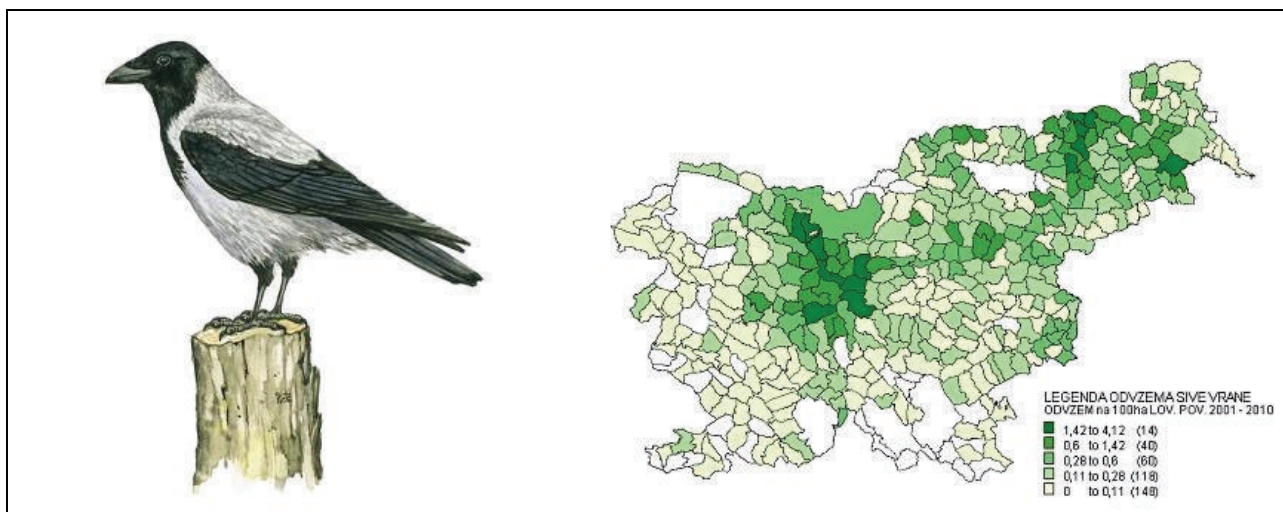 LEGENDA ODVZEMA SIVE VRANE
ODVZEM na 100ha LOV. POV. 2001 - 2010
1,42 to 4,12 (14)
0,6 to 1,42 (40)
0,28 to 0,6 (60)
0,11 to 0,28 (118)
0 to 0,11 (148)